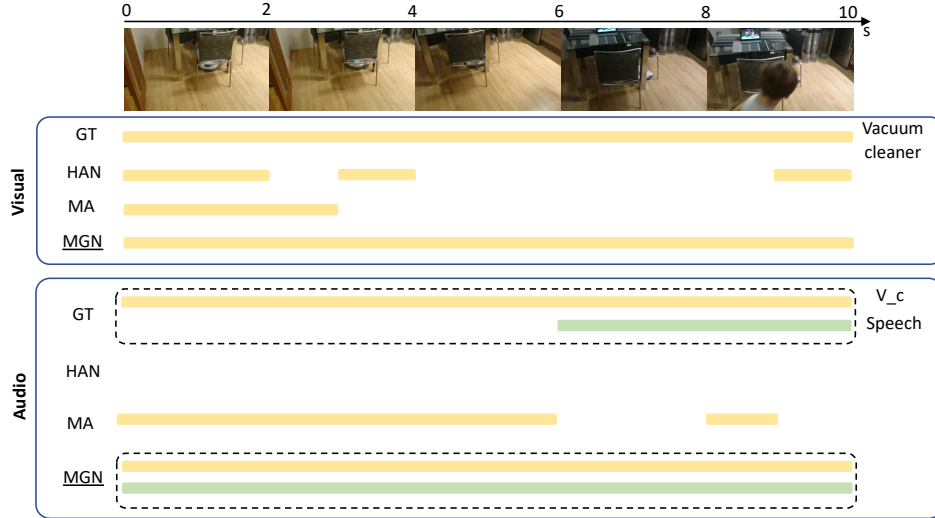 0 2 4 6 8 10
s
Visual
GT
Vacuum
cleaner
HAN
MA
MGN
Audio
GT
V_c
Speech
HAN
MA
MGN